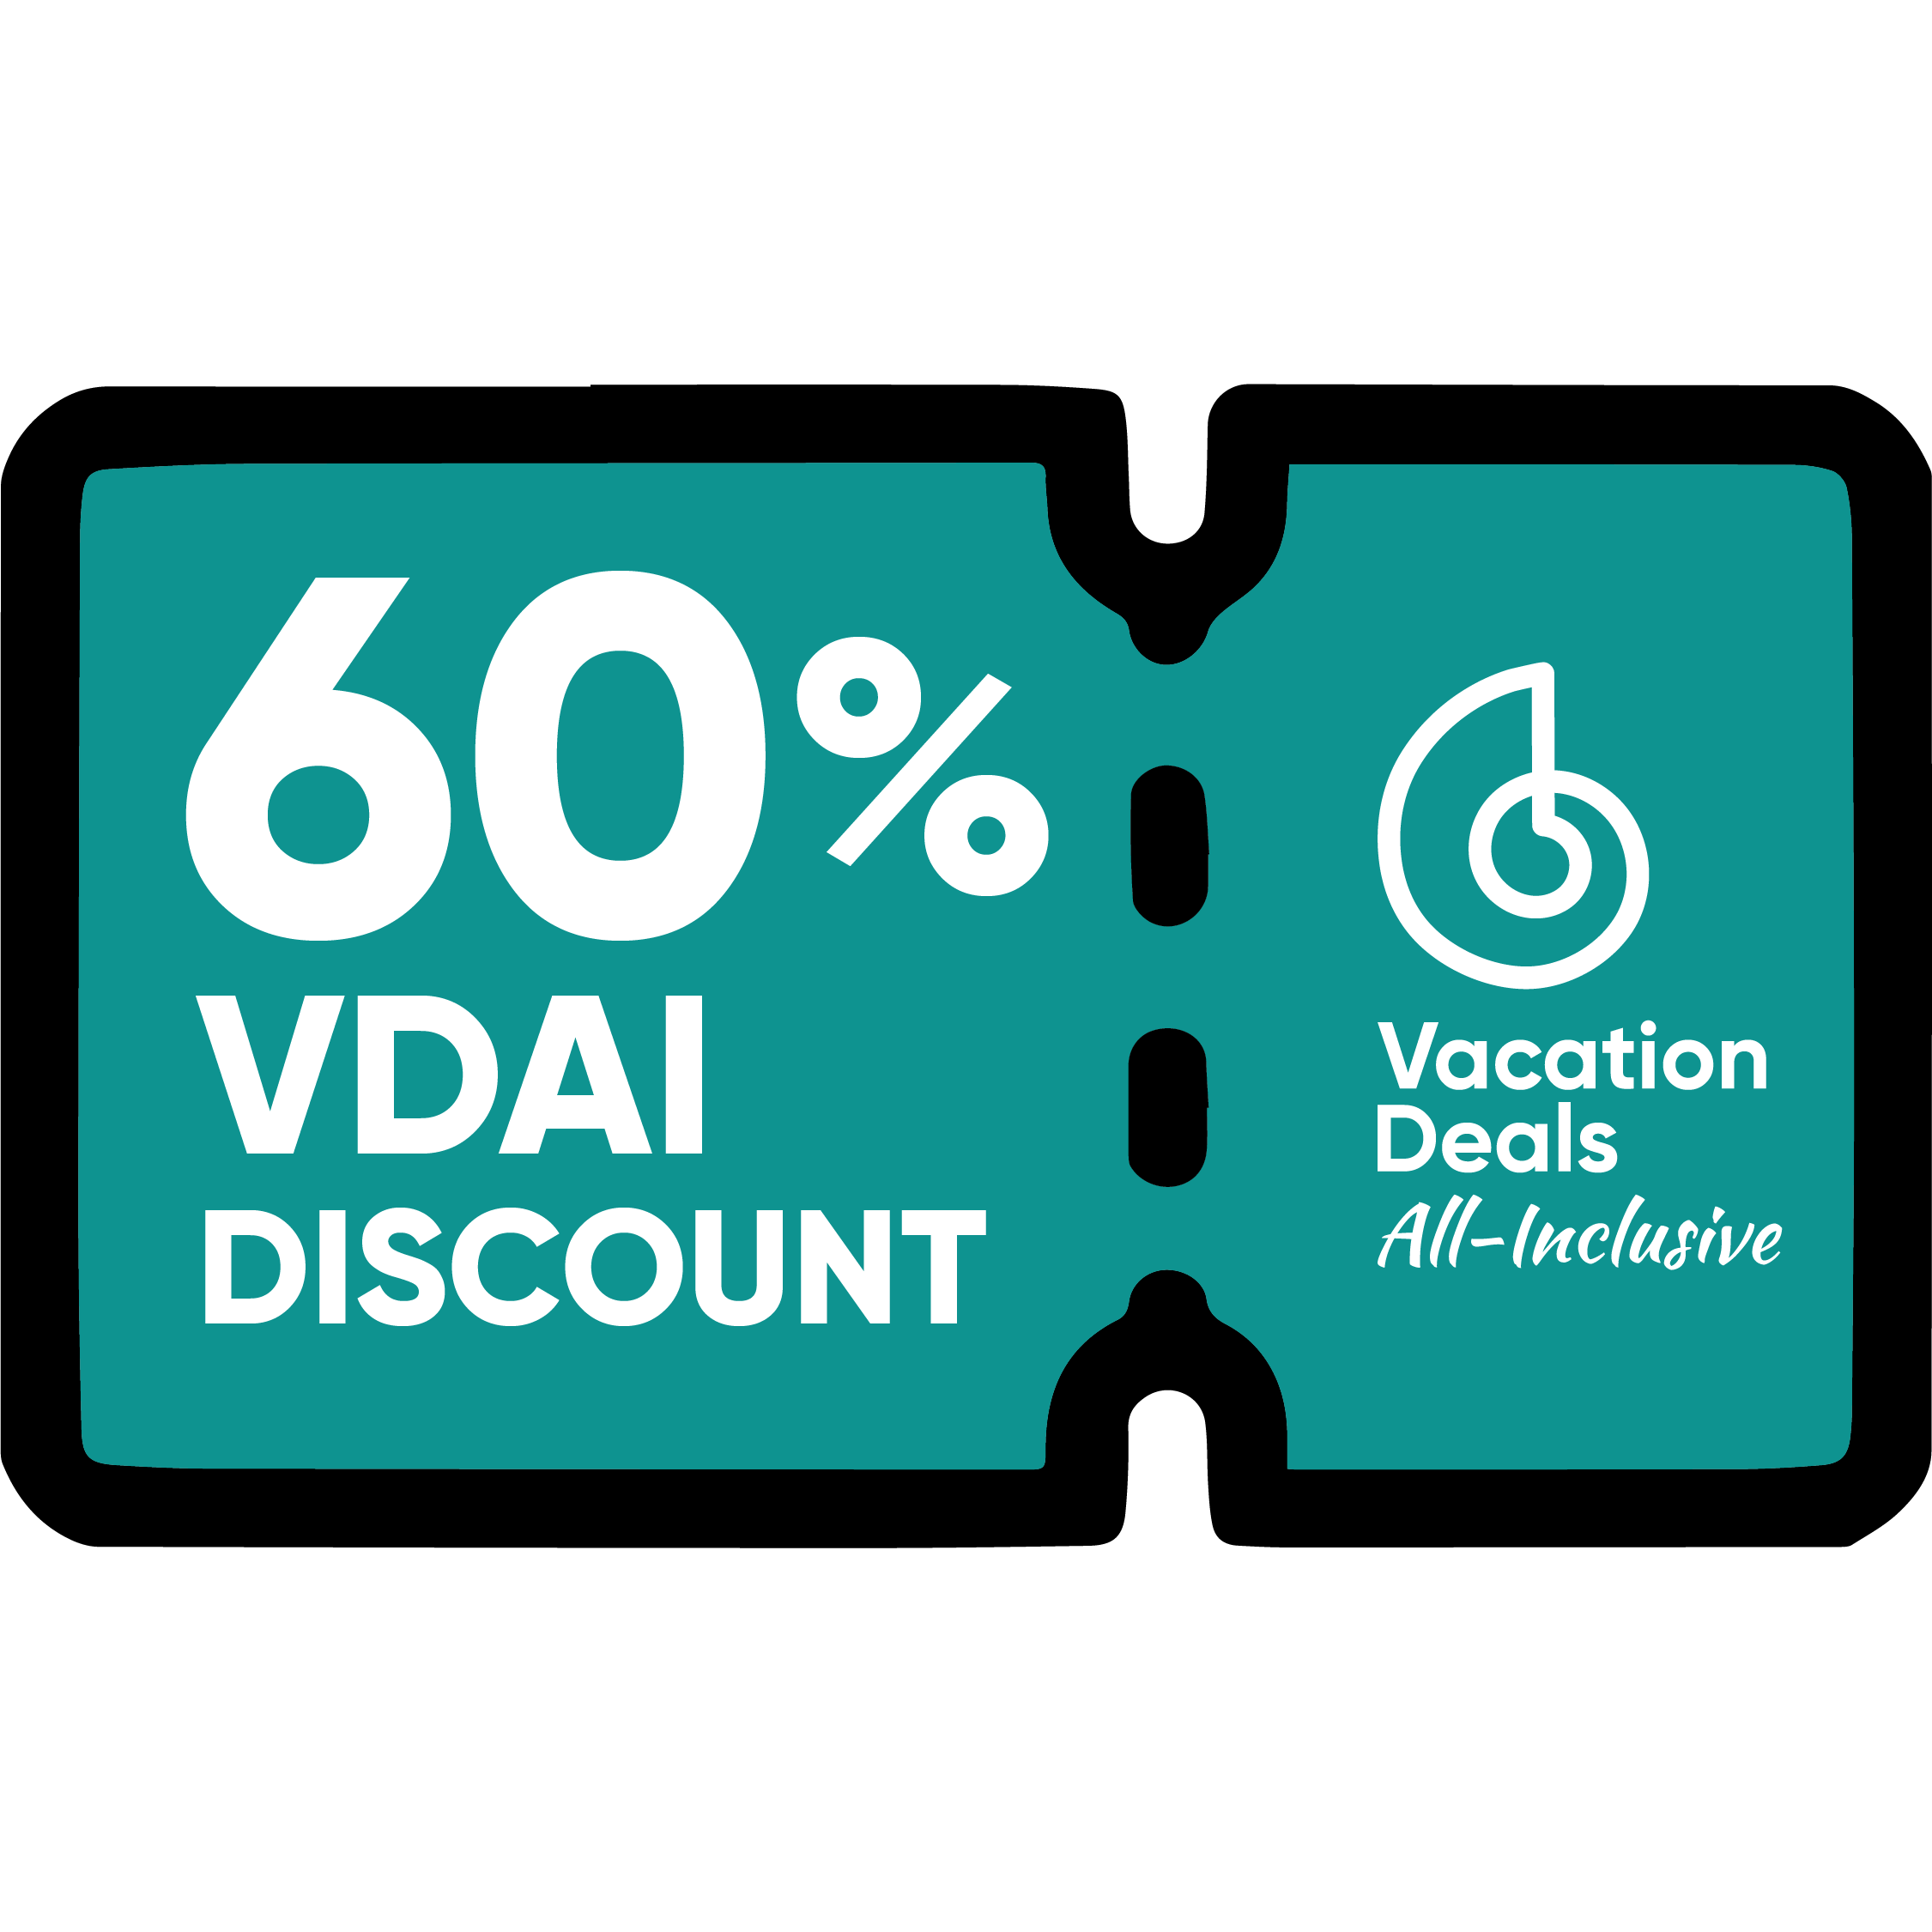 60%
VDAI
DISCOUNT
Vacation
Deals
All-Inclusive